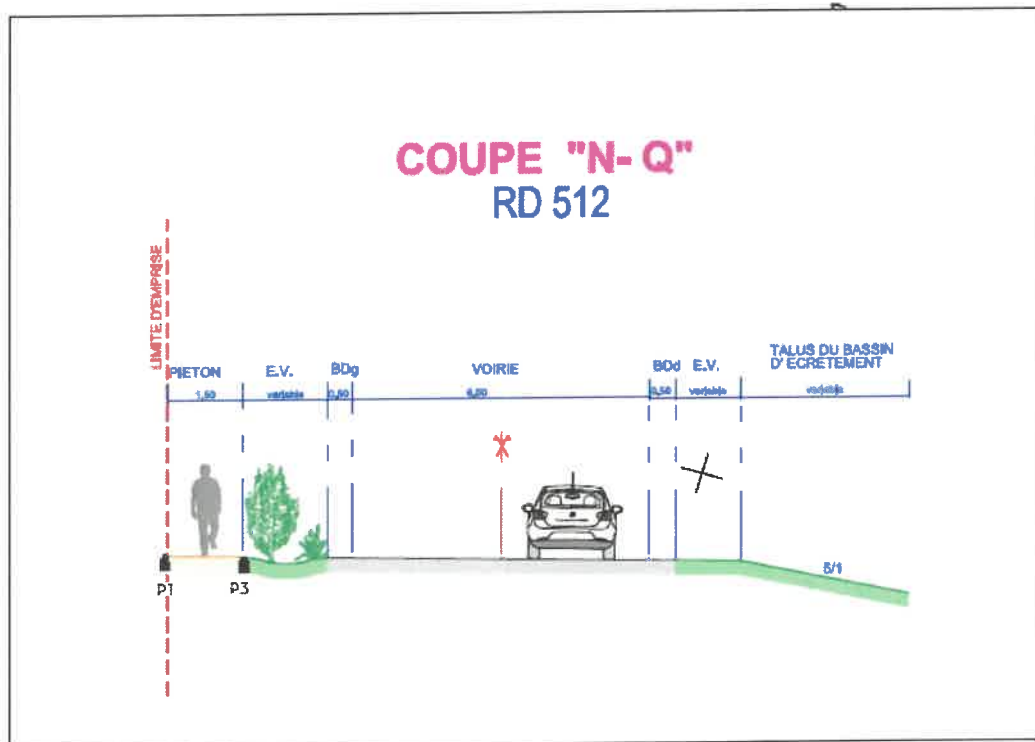 COUPE "N- Q"
RD 512
LIMITE D'EMPRISE
PIETON
E.V.
BDg
VOIRIE
BDd
E.V.
TALUS DU BASSIN
D' ECRETEMENT
1,50
variable
0,50
6,00
0,50
variable
variable
5/1
P1
P3